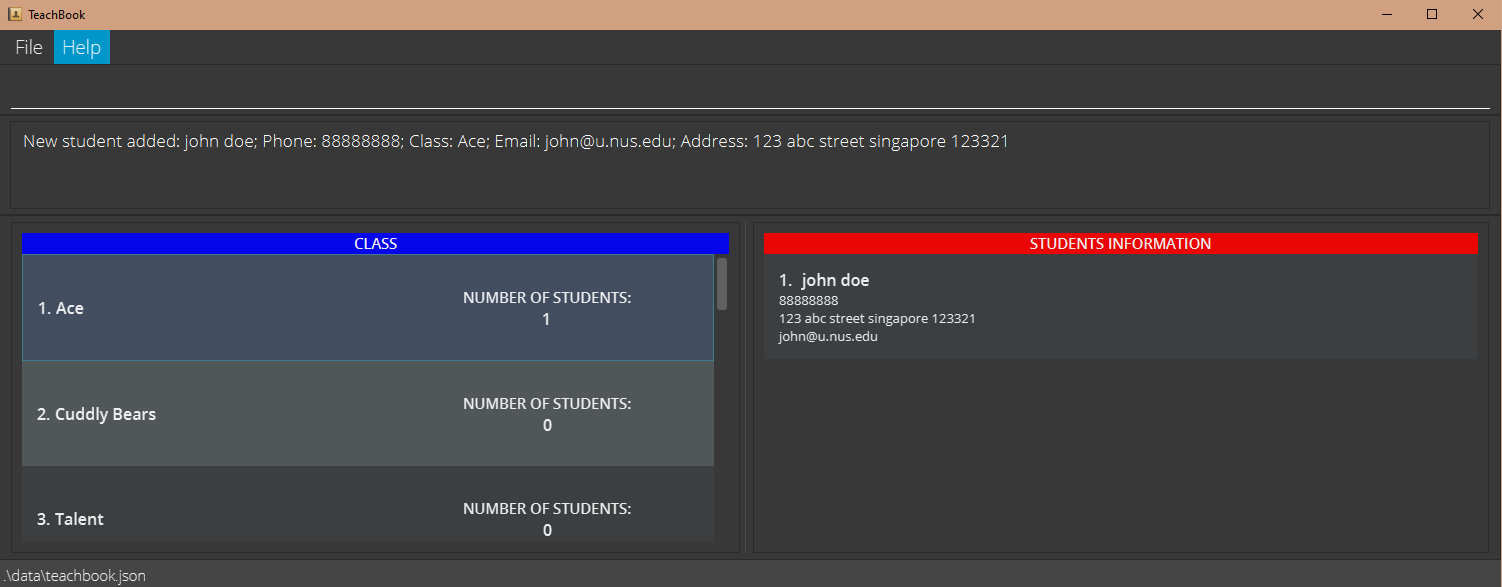 TeachBook
File Help
New student added: john doe; Phone: 88888888; Class: Ace; Email: john@u.nus.edu; Address: 123 abc street singapore 123321
CLASS
1. Ace
NUMBER OF STUDENTS:
1
2. Cuddly Bears
NUMBER OF STUDENTS:
0
3. Talent
NUMBER OF STUDENTS:
0
STUDENTS INFORMATION
1. john doe
88888888
123 abc street singapore 123321
john@u.nus.edu
.\data\teachbook.json